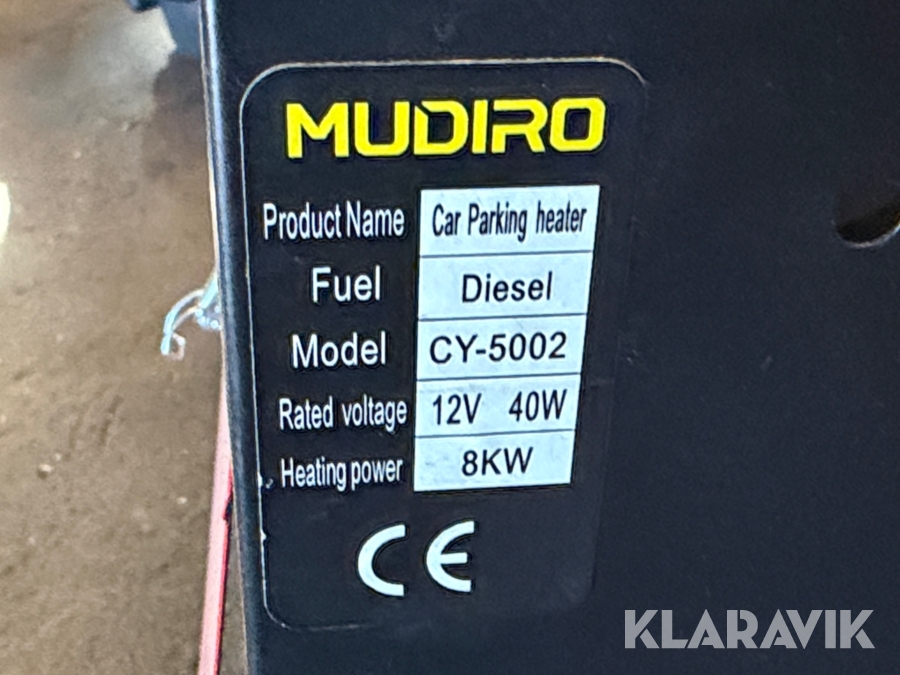 MUDIRO
Product Name Car Parking heater
Fuel Diesel
Model CY-5002
Rated voltage 12V 40W
Heating power 8KW
CE
KLARAVIK